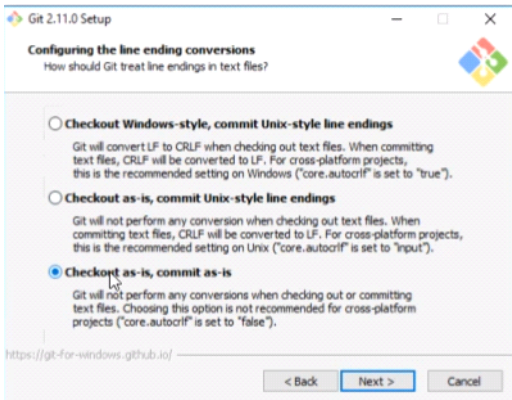 Git 2.11.0 Setup
Configuring the line ending conversions
How should Git treat line endings in text files?
Checkout Windows-style, commit Unix-style line endings
Git will convert LF to CRLF when checking out text files. When committing
text files, CRLF will be converted to LF. For cross-platform projects,
this is the recommended setting on Windows ("core.autocrlf" is set to "true").
Checkout as-is, commit Unix-style line endings
Git will not perform any conversion when checking out text files. When
committing text files, CRLF will be converted to LF. For cross-platform projects,
this is the recommended setting on Unix ("core.autocrlf" is set to "input").
Checkout as-is, commit as-is
Git will not perform any conversions when checking out or committing
text files. Choosing this option is not recommended for cross-platform
projects ("core.autocrlf" is set to "false").
https://git-for-windows.github.io/
< Back Next > Cancel